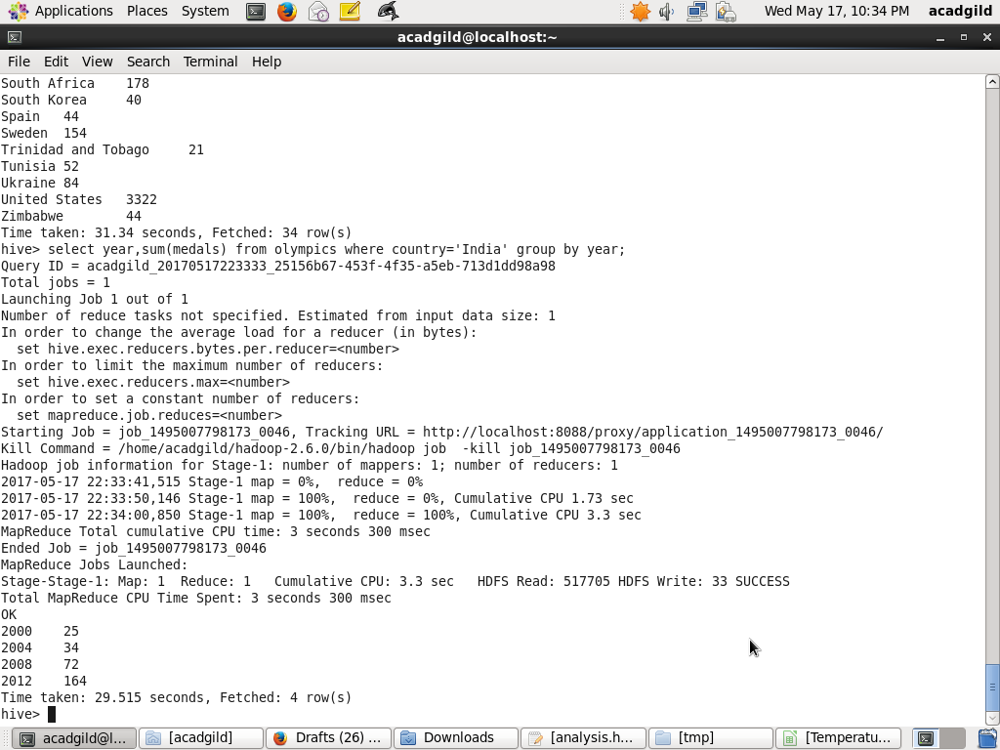 Applications Places System Wed May 17, 10:34 PM acadgild
acadgild@localhost:~
File Edit View Search Terminal Help
South Africa 178
South Korea 40
Spain 44
Sweden 154
Trinidad and Tobago 21
Tunisia 52
Ukraine 84
United States 3322
Zimbabwe 44
Time taken: 31.34 seconds, Fetched: 34 row(s)
hive> select year,sum(medals) from olympics where country='India' group by year;
Query ID = acadgild_20170517223333_25156b67-453f-4f35-a5eb-713d1dd98a98
Total jobs = 1
Launching Job 1 out of 1
Number of reduce tasks not specified. Estimated from input data size: 1
In order to change the average load for a reducer (in bytes):
  set hive.exec.reducers.bytes.per.reducer=<number>
In order to limit the maximum number of reducers:
  set hive.exec.reducers.max=<number>
In order to set a constant number of reducers:
  set mapreduce.job.reduces=<number>
Starting Job = job_1495007798173_0046, Tracking URL = http://localhost:8088/proxy/application_1495007798173_0046/
Kill Command = /home/acadgild/hadoop-2.6.0/bin/hadoop job  -kill job_1495007798173_0046
Hadoop job information for Stage-1: number of mappers: 1; number of reducers: 1
2017-05-17 22:33:41,515 Stage-1 map = 0%,  reduce = 0%
2017-05-17 22:33:50,146 Stage-1 map = 100%,  reduce = 0%, Cumulative CPU 1.73 sec
2017-05-17 22:34:00,850 Stage-1 map = 100%,  reduce = 100%, Cumulative CPU 3.3 sec
MapReduce Total cumulative CPU time: 3 seconds 300 msec
Ended Job = job_1495007798173_0046
MapReduce Jobs Launched:
Stage-Stage-1: Map: 1  Reduce: 1   Cumulative CPU: 3.3 sec   HDFS Read: 517705 HDFS Write: 33 SUCCESS
Total MapReduce CPU Time Spent: 3 seconds 300 msec
OK
2000 25
2004 34
2008 72
2012 164
Time taken: 29.515 seconds, Fetched: 4 row(s)
hive>
acadgild@l... [acadgild] Drafts (26) ... Downloads [analysis.h... [tmp] [Temperatu...